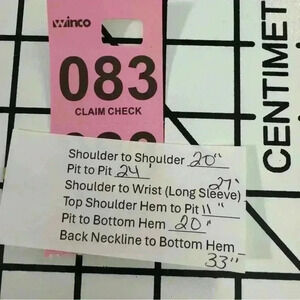 winco
083
CLAIM CHECK
Shoulder to Shoulder 20"
Pit to Pit 24'
Shoulder to Wrist (Long Sleeve) 27"
Top Shoulder Hem to Pit 11"
Pit to Bottom Hem 20"
Back Neckline to Bottom Hem
33"
CENTIMET